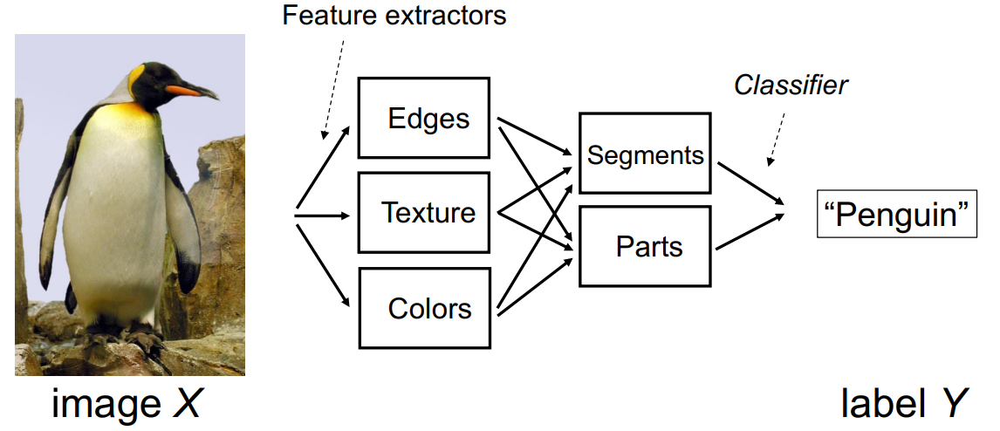 Feature extractors
Edges
Texture
Colors
Segments
Parts
Classifier
“Penguin”
image X
label Y